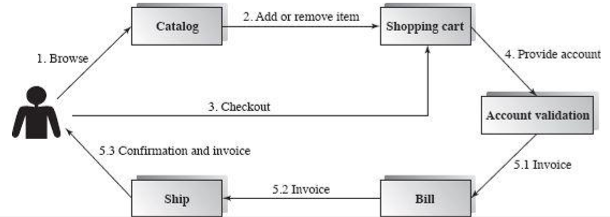 Catalog
2. Add or remove item
Shopping cart
1. Browse
4. Provide account
3. Checkout
Account validation
5.3 Confirmation and invoice
5.1 Invoice
Ship
5.2 Invoice
Bill